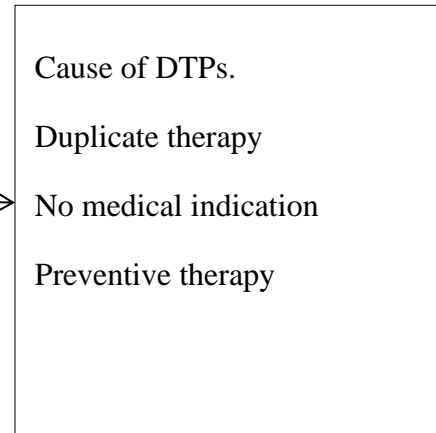 Cause of DTPs.
Duplicate therapy
No medical indication
Preventive therapy